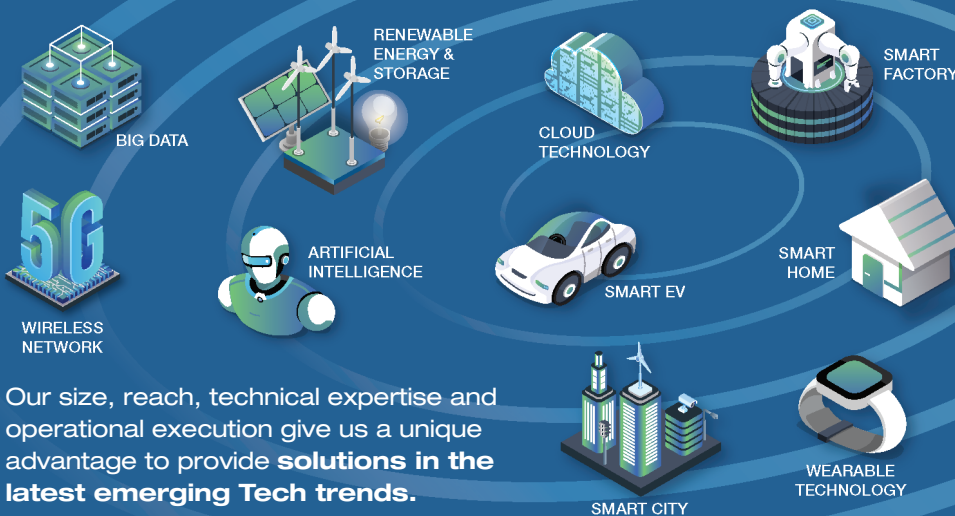 RENEWABLE
ENERGY &
STORAGE
SMART
FACTORY
BIG DATA
CLOUD
TECHNOLOGY
5G
WIRELESS
NETWORK
ARTIFICIAL
INTELLIGENCE
SMART EV
SMART
HOME
Our size, reach, technical expertise and
operational execution give us a unique
advantage to provide solutions in the
latest emerging Tech trends.
SMART CITY
WEARABLE
TECHNOLOGY